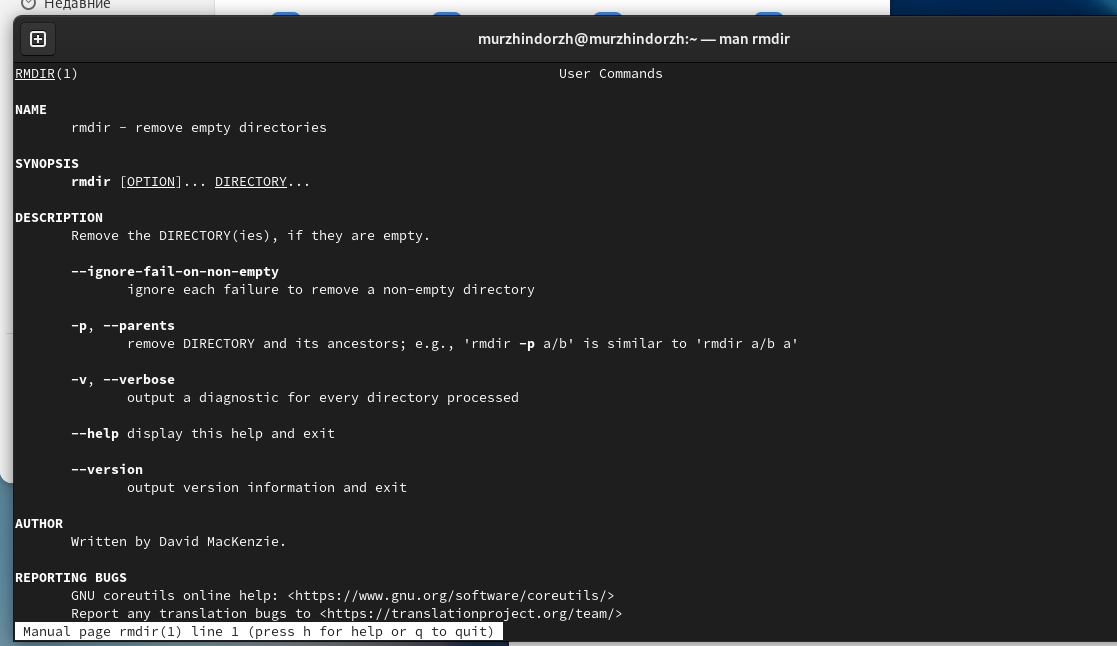 Недавние
murzhindorzh@murzhindorzh:~ — man rmdir
RMDIR(1) User Commands
NAME
rmdir - remove empty directories
SYNOPSIS
rmdir [OPTION]... DIRECTORY...
DESCRIPTION
Remove the DIRECTORY(ies), if they are empty.
--ignore-fail-on-non-empty
ignore each failure to remove a non-empty directory
-p, --parents
remove DIRECTORY and its ancestors; e.g., 'rmdir -p a/b' is similar to 'rmdir a/b a'
-v, --verbose
output a diagnostic for every directory processed
--help display this help and exit
--version
output version information and exit
AUTHOR
Written by David MacKenzie.
REPORTING BUGS
GNU coreutils online help: <https://www.gnu.org/software/coreutils/>
Report any translation bugs to <https://translationproject.org/team/>
Manual page rmdir(1) line 1 (press h for help or q to quit)